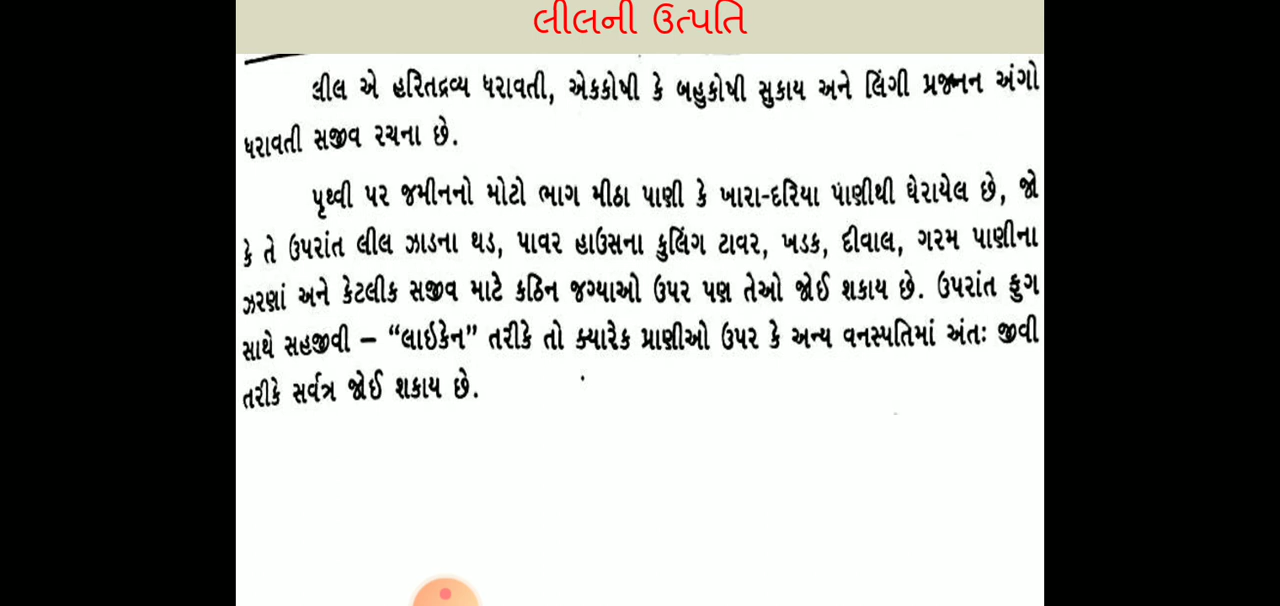 લીલની ઉત્પતિ
લીલ એ હરિતદ્રવ્ય ધરાવતી, એકકોષી કે બહુકોષી સુકાય અને લિંગી પ્રજનન અંગો
ધરાવતી સજીવ રચના છે.
પૃથ્વી પર જમીનનો મોટો ભાગ મીઠા પાણી કે ખારા-દરિયા પાણીથી ઘેરાયેલ છે, જો
કે તે ઉપરાંત લીલ ઝાડના થડ, પાવર હાઉસના કુલિંગ ટાવર, ખડક, દીવાલ, ગરમ પાણીના
ઝરણાં અને કેટલીક સજીવ માટે કઠિન જગ્યાઓ ઉપર પણ તેઓ જોઈ શકાય છે. ઉપરાંત ફુગ
સાથે સહજીવી – “લાઇકેન” તરીકે તો ક્યારેક પ્રાણીઓ ઉપર કે અન્ય વનસ્પતિમાં અંતઃ જીવી
તરીકે સર્વત્ર જોઈ શકાય છે.